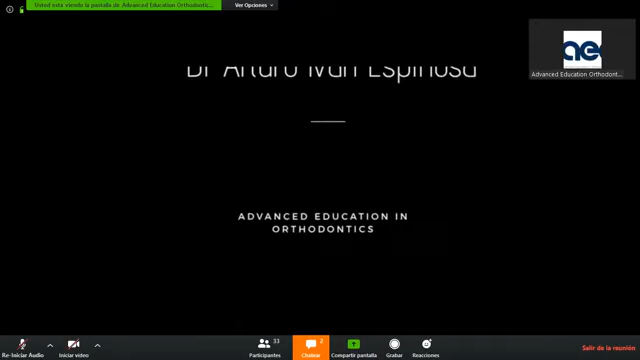 Usted está viendo la pantalla de Advanced Education Orthodontic...
Ver Opciones
Dr Arturo Ivan Espinosa
ae
Advanced Education Orthodont...
ADVANCED EDUCATION IN
ORTHODONTICS
Re-Iniciar Audio
Iniciar video
33
Participantes
2
Chatear
Compartir pantalla
Grabar
Reacciones
Salir de la reunión